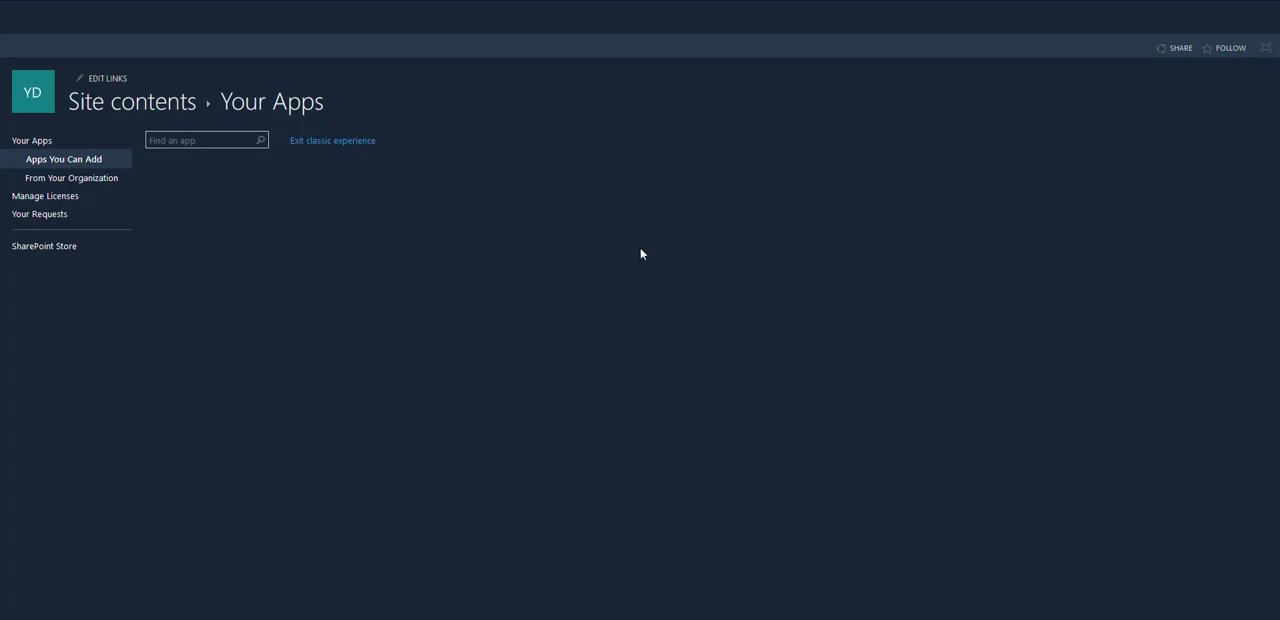 SHARE FOLLOW
YD
EDIT LINKS
Site contents Your Apps
Your Apps
Find an app
Exit classic experience
Apps You Can Add
From Your Organization
Manage Licenses
Your Requests
SharePoint Store